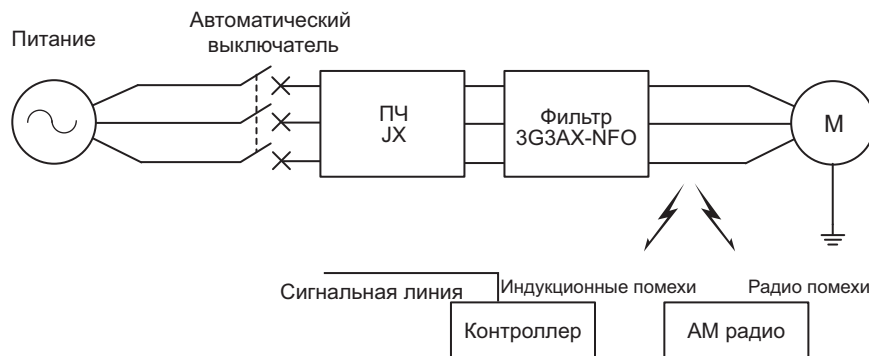 Питание
Автоматический
выключатель
ПЧ
JX
Фильтр
3G3AX-NFO
М
Сигнальная линия
Индукционные помехи
Радио помехи
Контроллер
АМ радио